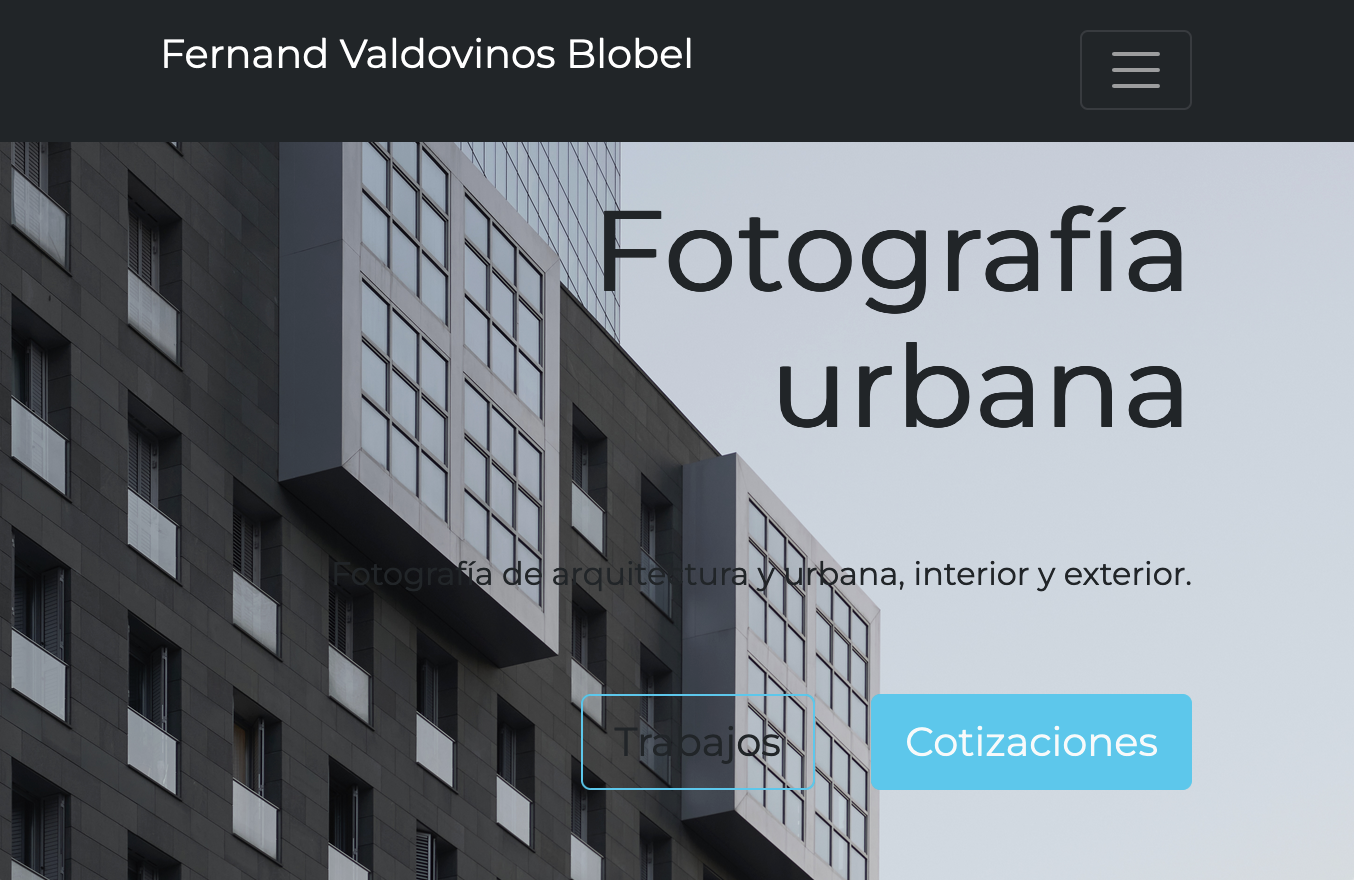 Fernand Valdovinos Blobel
Fotografía
urbana
Fotografía de arquitectura y urbana, interior y exterior.
Trabajos
Cotizaciones